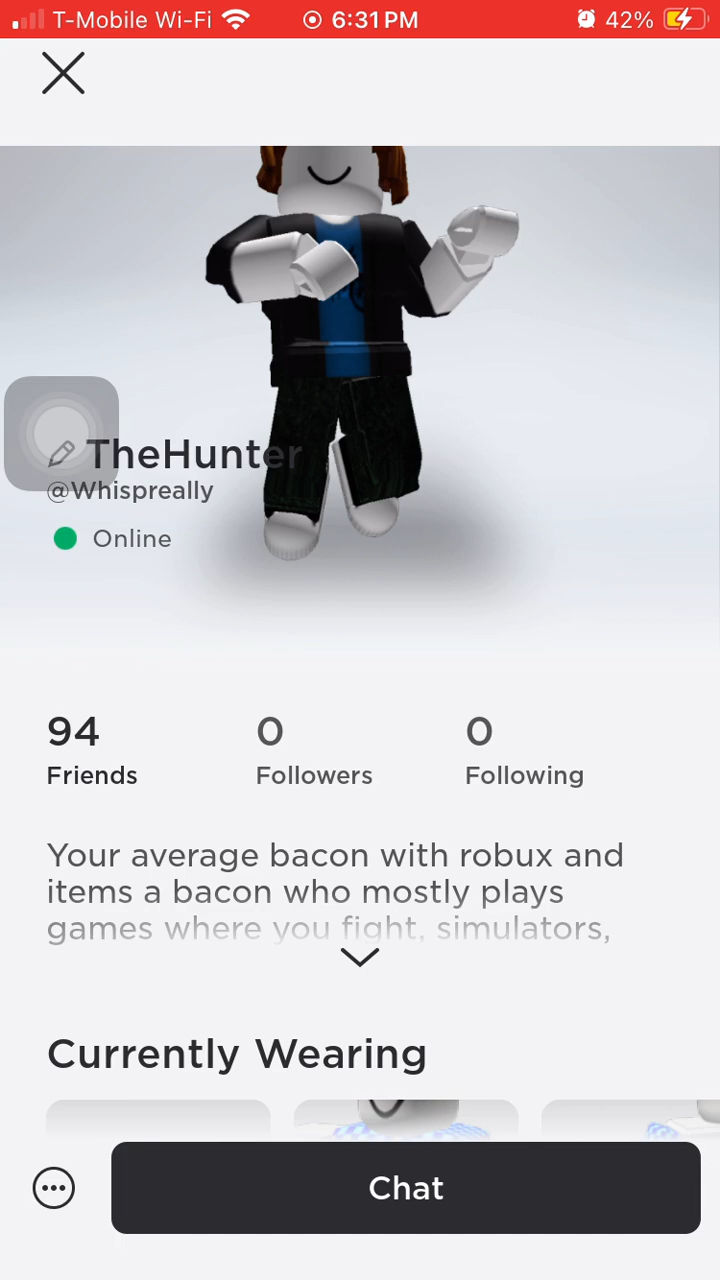 T-Mobile Wi-Fi 6:31 PM 42%
TheHunter
@Whispreally
Online
94 0 0
Friends Followers Following
Your average bacon with robux and
items a bacon who mostly plays
games where you fight, simulators,
Currently Wearing
Chat